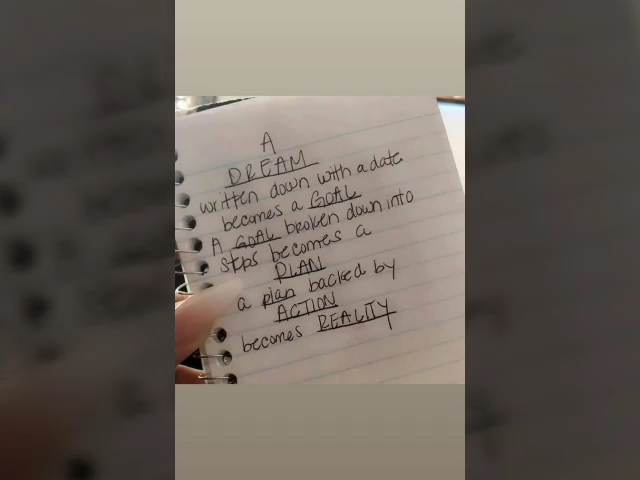 A
DREAM
written down with a date
becomes a GOAL
A GOAL broken down into
steps becomes a
PLAN
a plan backed by
ACTION
becomes REALITY